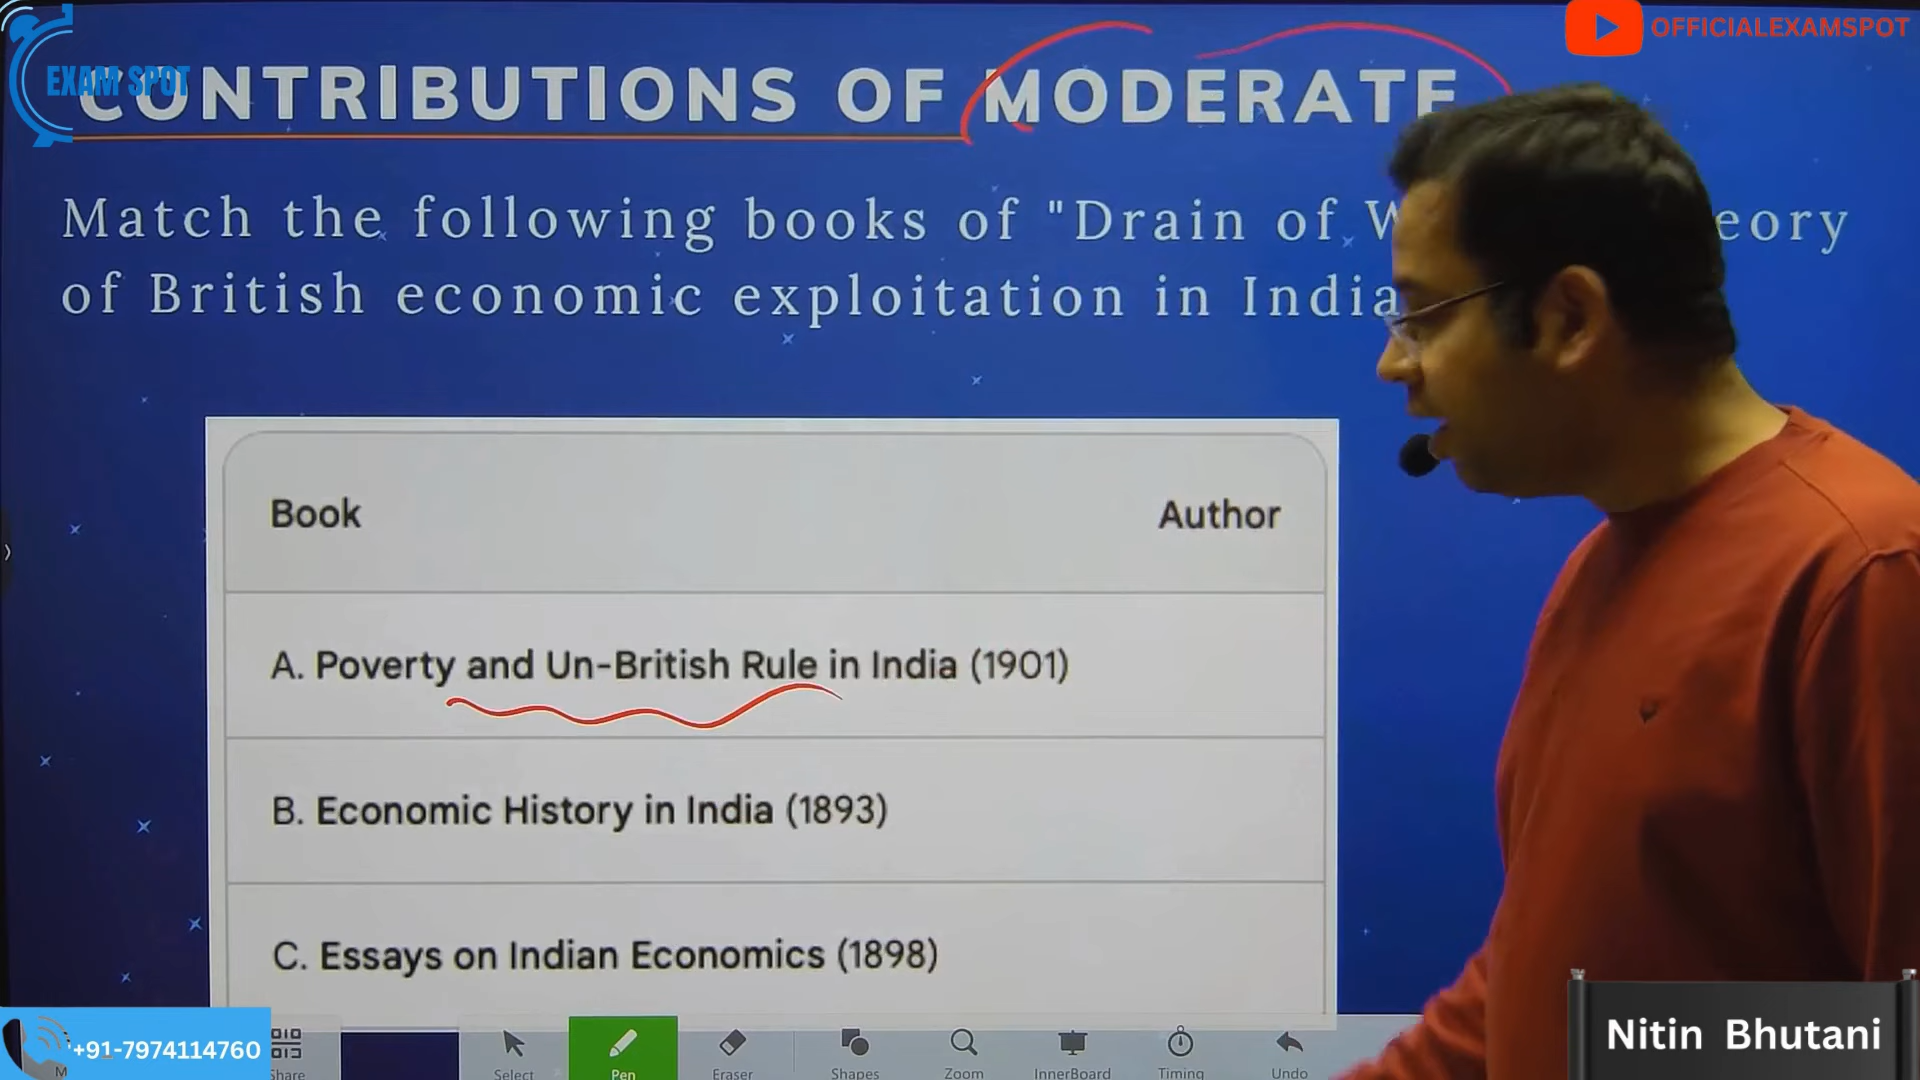 OFFICIALEXAMSPOT
EXAM SPOT
CONTRIBUTIONS OF MODERATE
Match the following books of "Drain of
of British economic exploitation in India
Book Author
A. Poverty and Un-British Rule in India (1901)
B. Economic History in India (1893)
C. Essays on Indian Economics (1898)
+91-7974114760
Share
Select
Pen
Eraser
Shapes
Zoom
InnerBoard
Timing
Undo
Nitin Bhutani